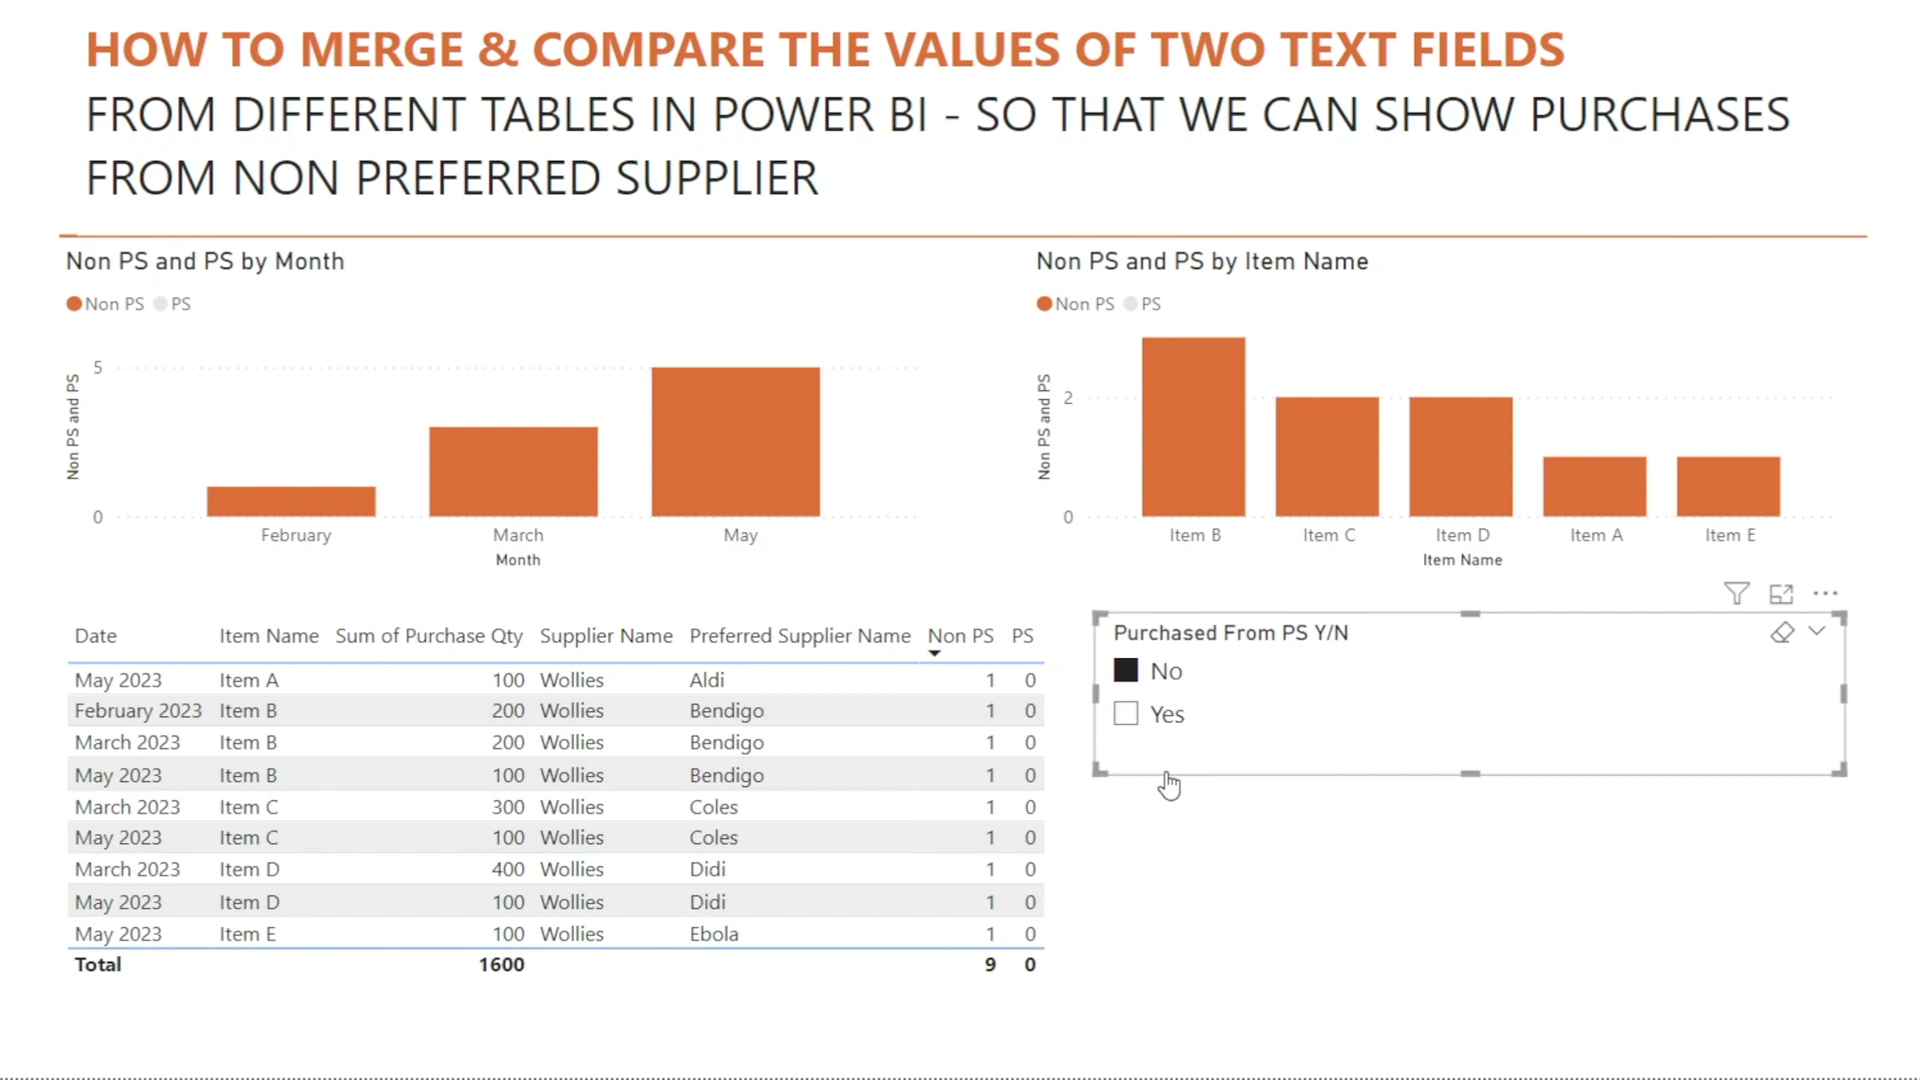 HOW TO MERGE & COMPARE THE VALUES OF TWO TEXT FIELDS
FROM DIFFERENT TABLES IN POWER BI - SO THAT WE CAN SHOW PURCHASES
FROM NON PREFERRED SUPPLIER
Non PS and PS by Month
Non PS PS
Non PS and PS
5
0
February March May
Month
Non PS and PS by Item Name
Non PS PS
Non PS and PS
2
0
Item B Item C Item D Item A Item E
Item Name
Date Item Name Sum of Purchase Qty Supplier Name Preferred Supplier Name Non PS PS
May 2023 Item A 100 Wollies Aldi 1 0
February 2023 Item B 200 Wollies Bendigo 1 0
March 2023 Item B 200 Wollies Bendigo 1 0
May 2023 Item B 100 Wollies Bendigo 1 0
March 2023 Item C 300 Wollies Coles 1 0
May 2023 Item C 100 Wollies Coles 1 0
March 2023 Item D 400 Wollies Didi 1 0
May 2023 Item D 100 Wollies Didi 1 0
May 2023 Item E 100 Wollies Ebola 1 0
Total 1600 9 0
Purchased From PS Y/N
No
Yes